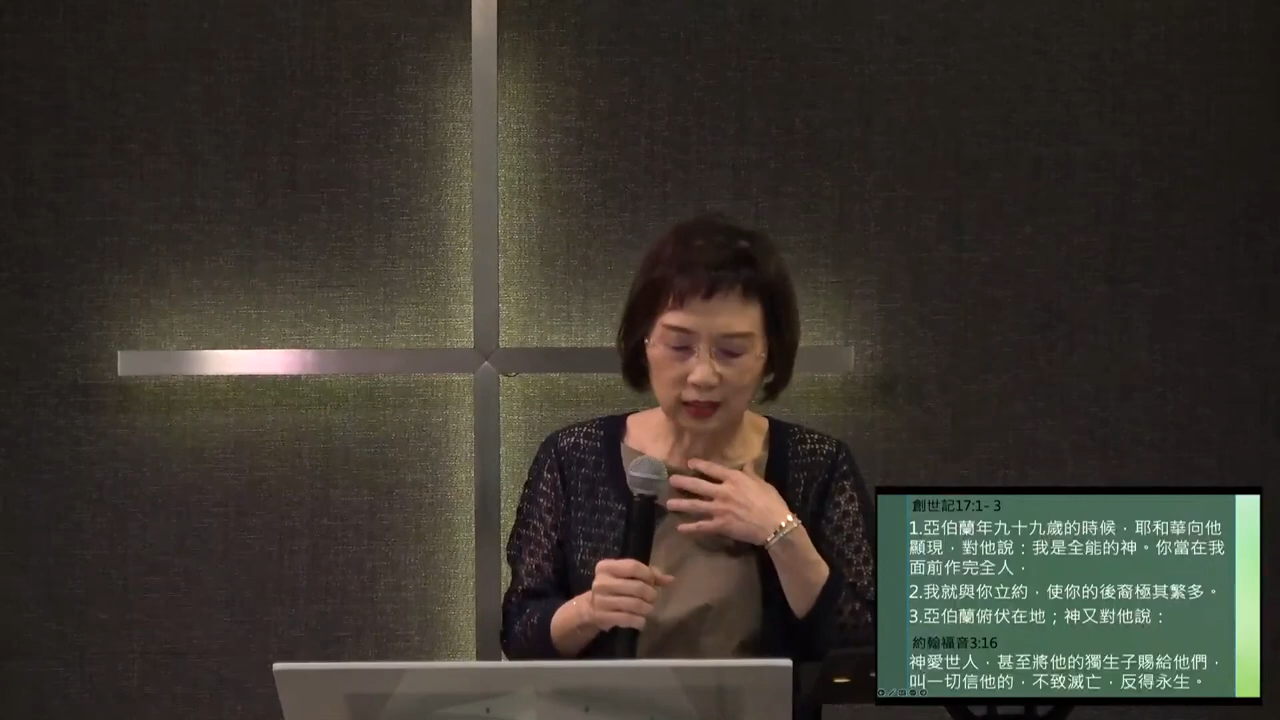 創世記17:1- 3
1.亞伯蘭年九十九歲的時候，耶和華向他
顯現，對他說：我是全能的神。你當在我
面前作完全人，
2.我就與你立約，使你的後裔極其繁多。
3.亞伯蘭俯伏在地；神又對他說：
約翰福音3:16
神愛世人，甚至將他的獨生子賜給他們，
叫一切信他的，不致滅亡，反得永生。